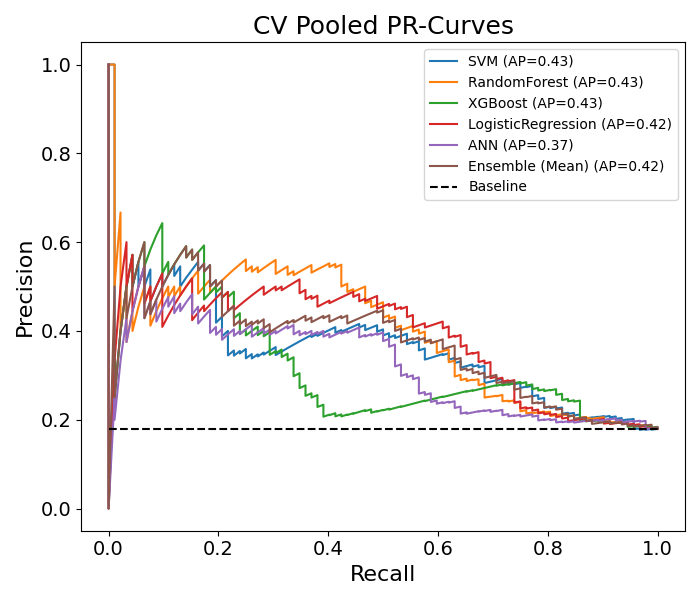 CV Pooled PR-Curves
SVM (AP=0.43)
RandomForest (AP=0.43)
XGBoost (AP=0.43)
LogisticRegression (AP=0.42)
ANN (AP=0.37)
Ensemble (Mean) (AP=0.42)
Baseline
Precision
1.0
0.8
0.6
0.4
0.2
0.0
0.0 0.2 0.4 0.6 0.8 1.0
Recall